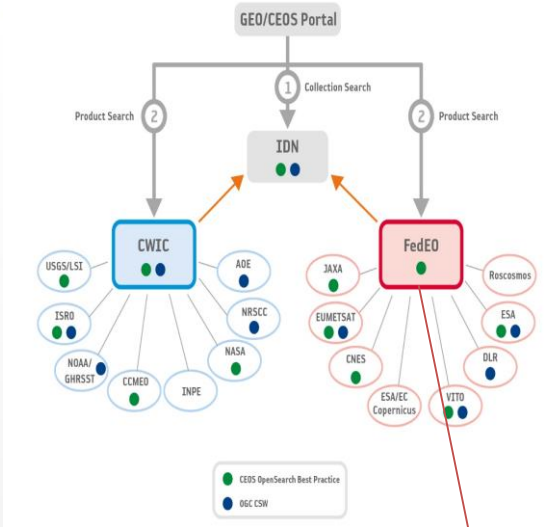 GEO/CEOS Portal
1
Collection Search
Product Search
2
2
Product Search
IDN
CWIC
FedEO
USGS/LSI
AOE
JAXA
Roscosmos
ISRO
NRSCC
EUMETSAT
ESA
NOAA/
GHRSST
NASA
CNES
DLR
CCMEO
INPE
ESA/EC
Copernicus
VITO
CEOS OpenSearch Best Practice
OGC CSW